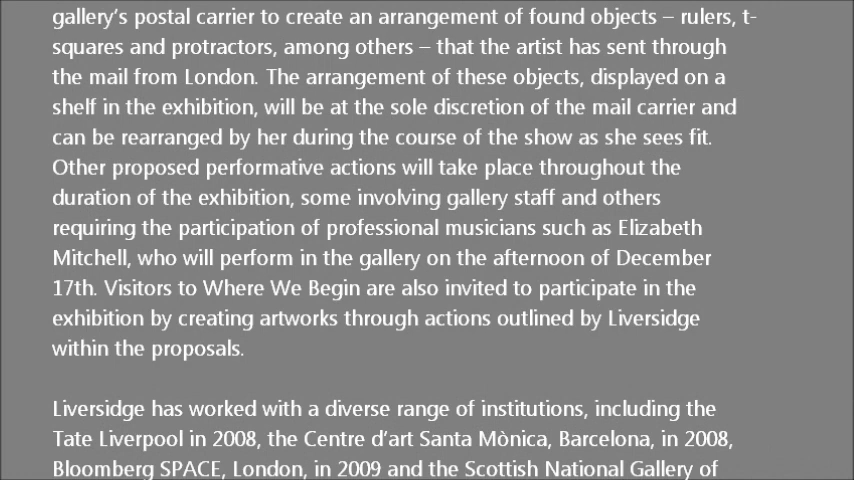 gallery's postal carrier to create an arrangement of found objects – rulers, t-
squares and protractors, among others – that the artist has sent through
the mail from London. The arrangement of these objects, displayed on a
shelf in the exhibition, will be at the sole discretion of the mail carrier and
can be rearranged by her during the course of the show as she sees fit.
Other proposed performative actions will take place throughout the
duration of the exhibition, some involving gallery staff and others
requiring the participation of professional musicians such as Elizabeth
Mitchell, who will perform in the gallery on the afternoon of December
17th. Visitors to Where We Begin are also invited to participate in the
exhibition by creating artworks through actions outlined by Liversidge
within the proposals.
Liversidge has worked with a diverse range of institutions, including the
Tate Liverpool in 2008, the Centre d'art Santa Mònica, Barcelona, in 2008,
Bloomberg SPACE, London, in 2009 and the Scottish National Gallery of